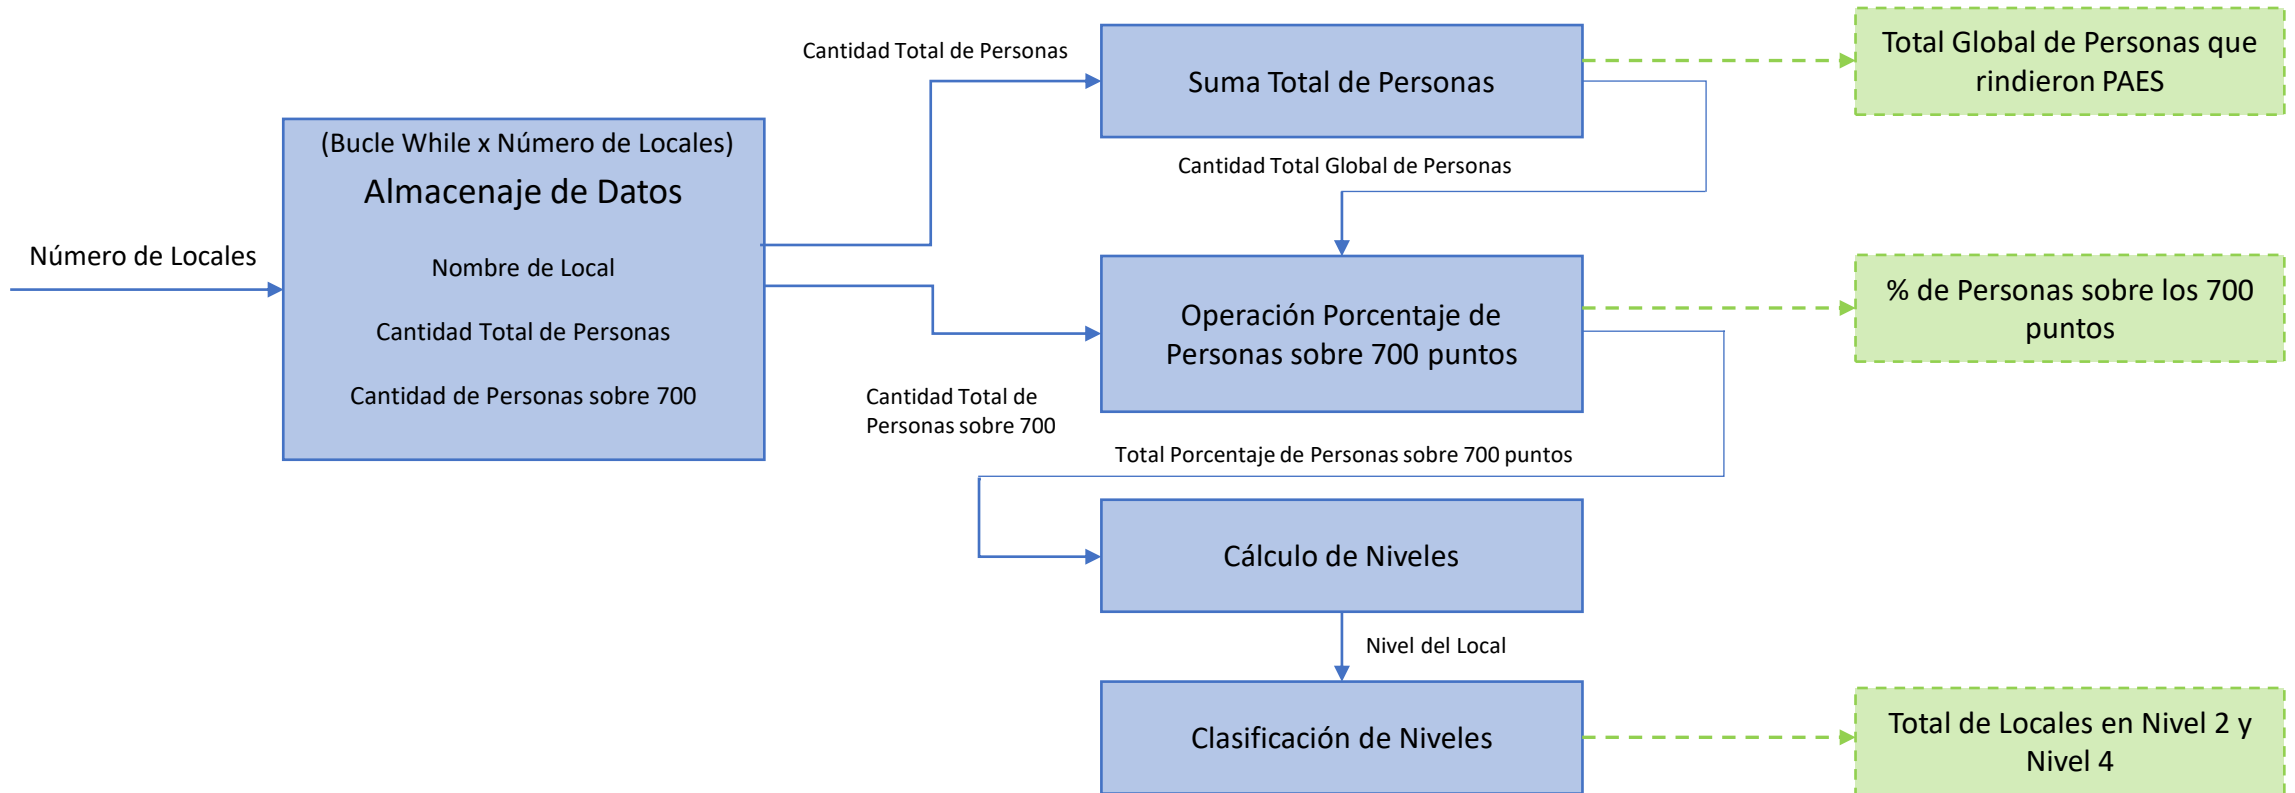 Número de Locales
(Bucle While x Número de Locales)
Almacenaje de Datos
Nombre de Local
Cantidad Total de Personas
Cantidad de Personas sobre 700
Cantidad Total de Personas
Suma Total de Personas
Total Global de Personas que
rindieron PAES
Cantidad Total Global de Personas
Cantidad Total de
Personas sobre 700
Operación Porcentaje de
Personas sobre 700 puntos
% de Personas sobre los 700
puntos
Total Porcentaje de Personas sobre 700 puntos
Cálculo de Niveles
Nivel del Local
Clasificación de Niveles
Total de Locales en Nivel 2 y
Nivel 4